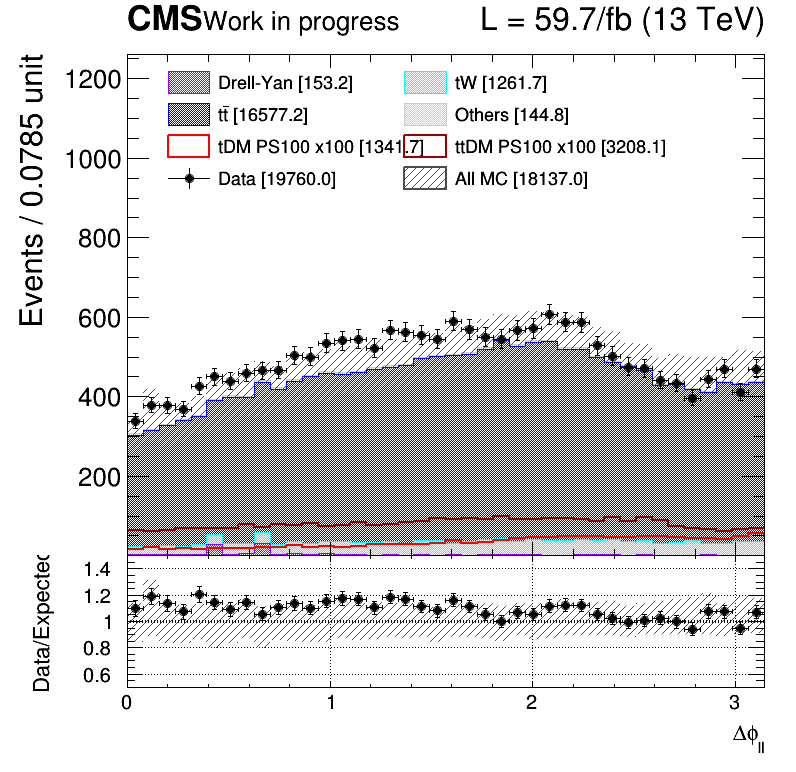 CMS Work in progress L = 59.7/fb (13 TeV)
Events / 0.0785 unit
1200
1000
800
600
400
200
Drell-Yan [153.2] tW [1261.7]
tt̄ [16577.2] Others [144.8]
tDM PS100 x100 [1341.7] ttDM PS100 x100 [3208.1]
Data [19760.0] All MC [18137.0]
Data/Expected
1.4
1.2
1
0.8
0.6
0 1 2 3
Δϕll